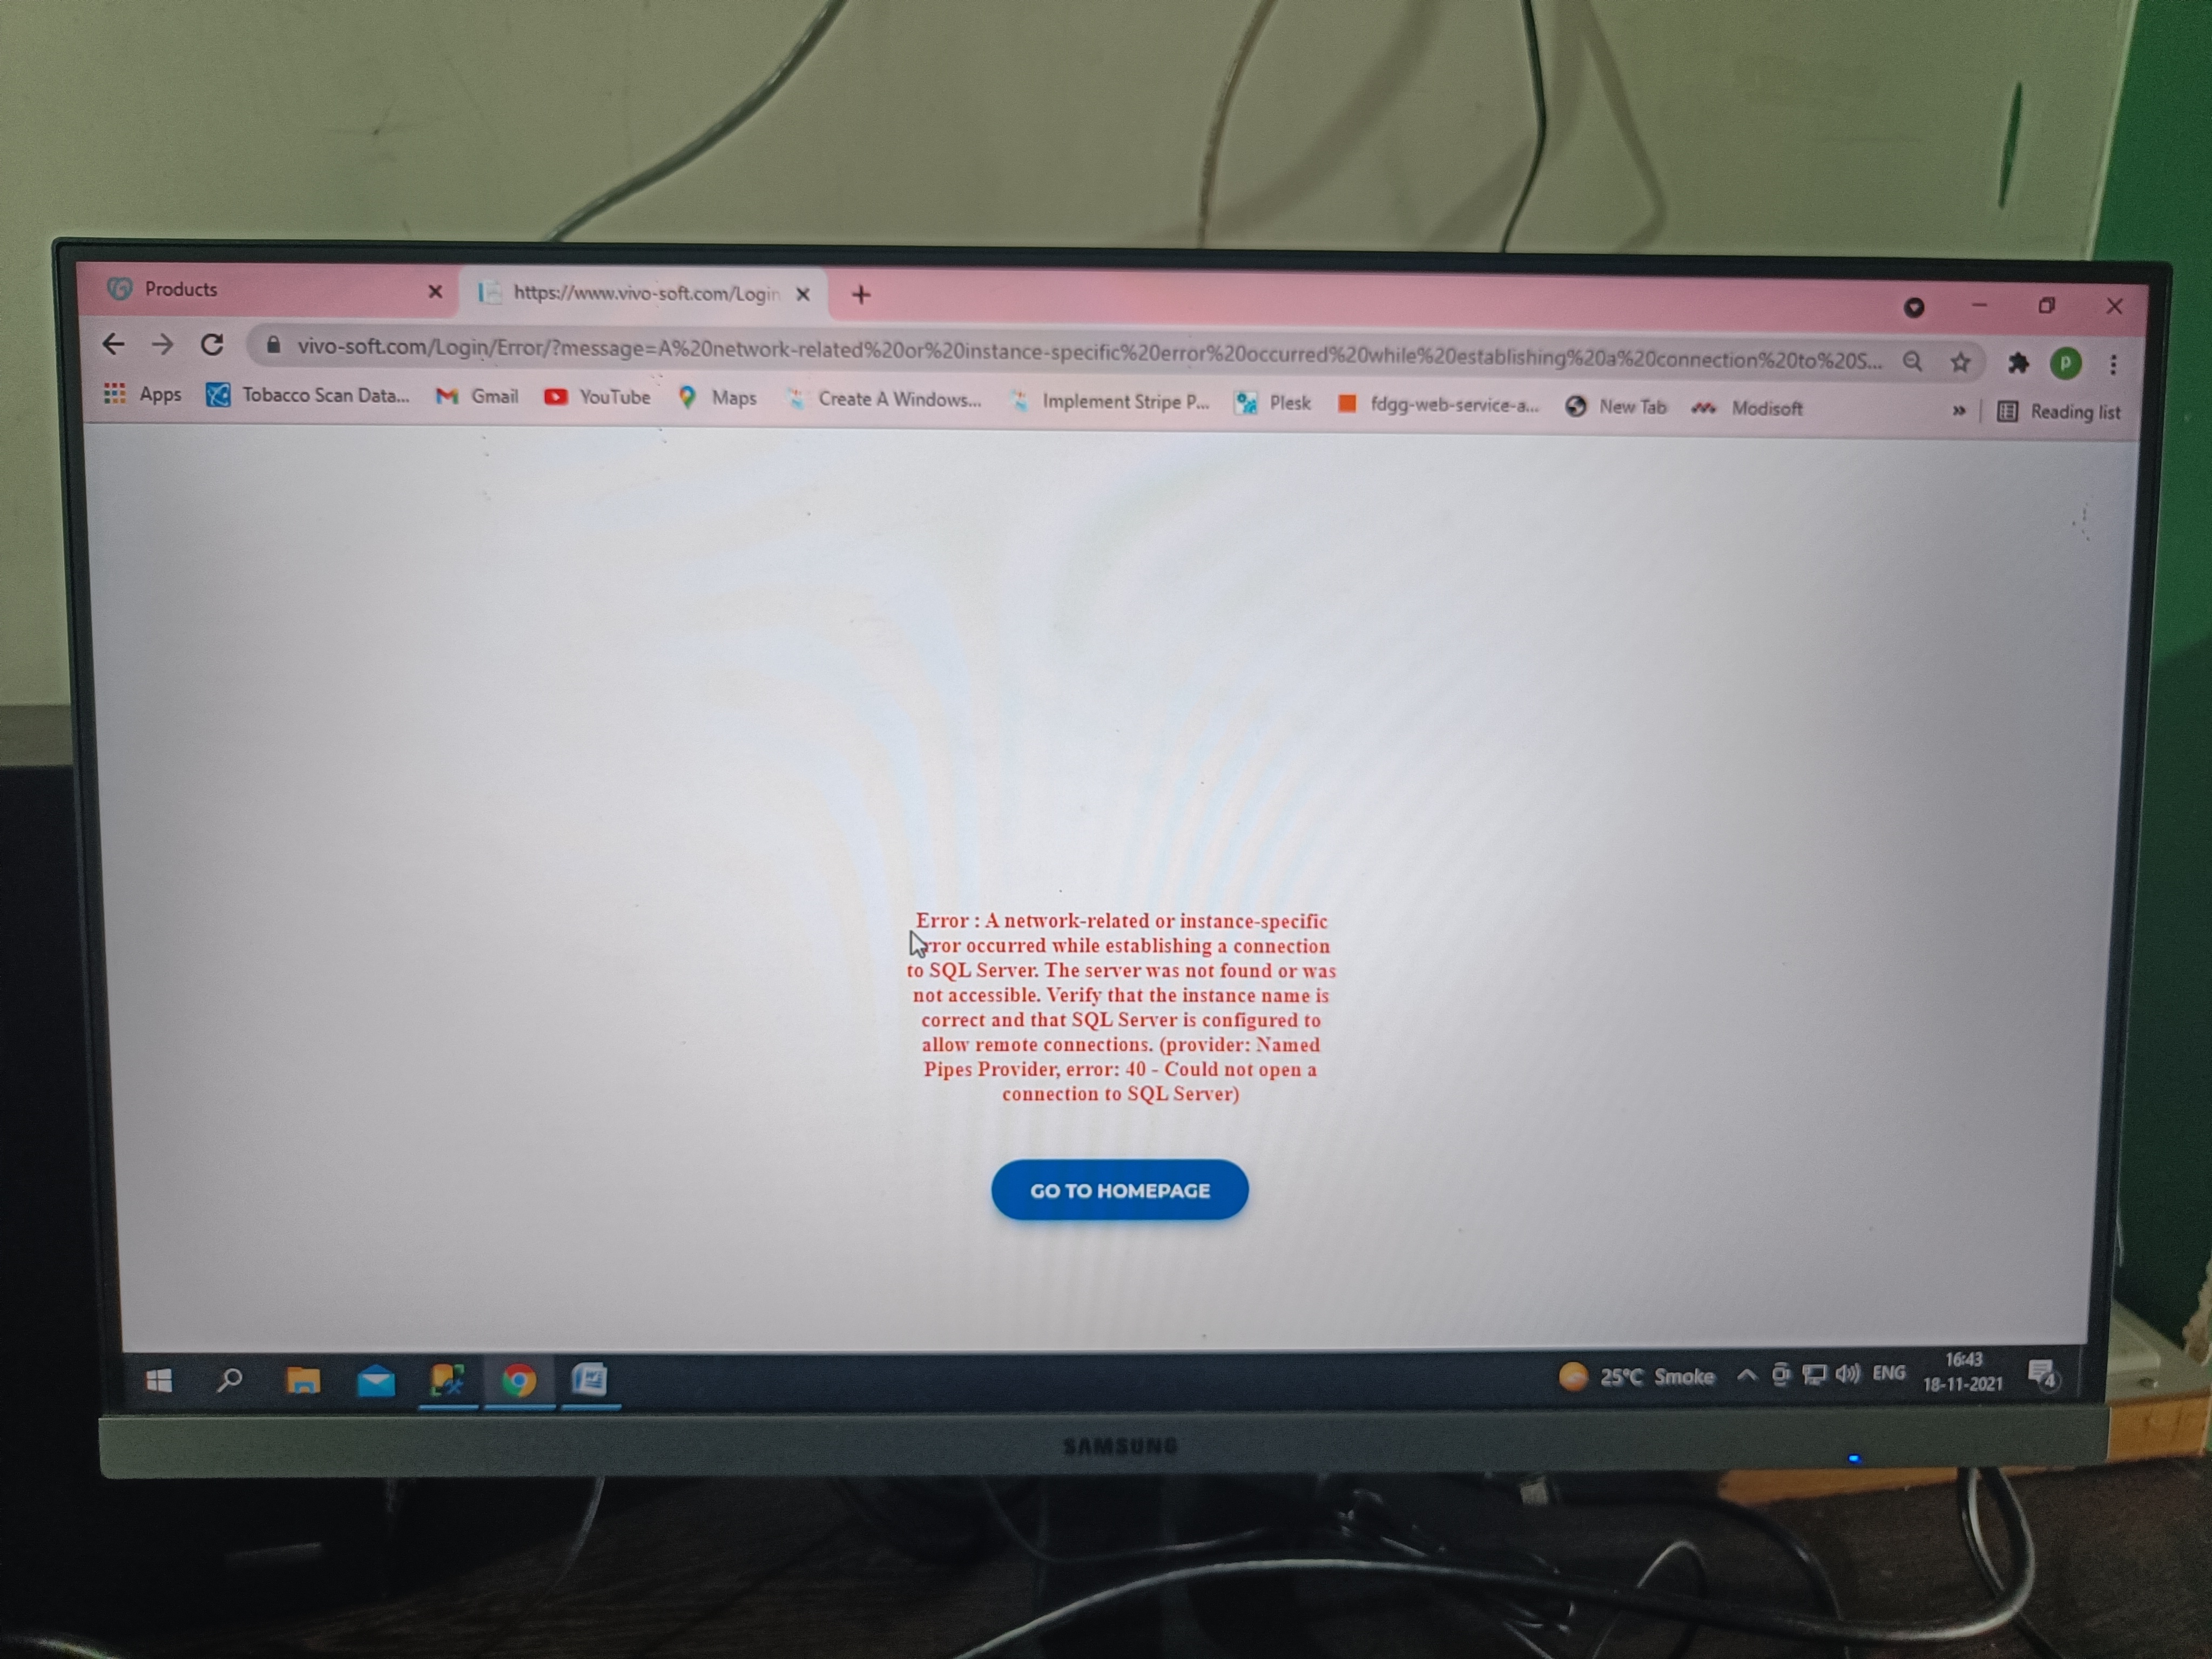 Products
https://www.vivo-soft.com/Login
vivo-soft.com/Login/Error/?message=A%20network-related%20or%20instance-specific%20error%20occurred%20while%20establishing%20a%20connection%20to%20S...
P
Apps Tobacco Scan Data... Gmail YouTube Maps Create A Windows... Implement Stripe P... Plesk fdgg-web-service-a... New Tab Modisoft » Reading list
Error : A network-related or instance-specific
error occurred while establishing a connection
to SQL Server. The server was not found or was
not accessible. Verify that the instance name is
correct and that SQL Server is configured to
allow remote connections. (provider: Named
Pipes Provider, error: 40 - Could not open a
connection to SQL Server)
GO TO HOMEPAGE
25°C Smoke ENG
16:43
18-11-2021
4
SAMSUNG